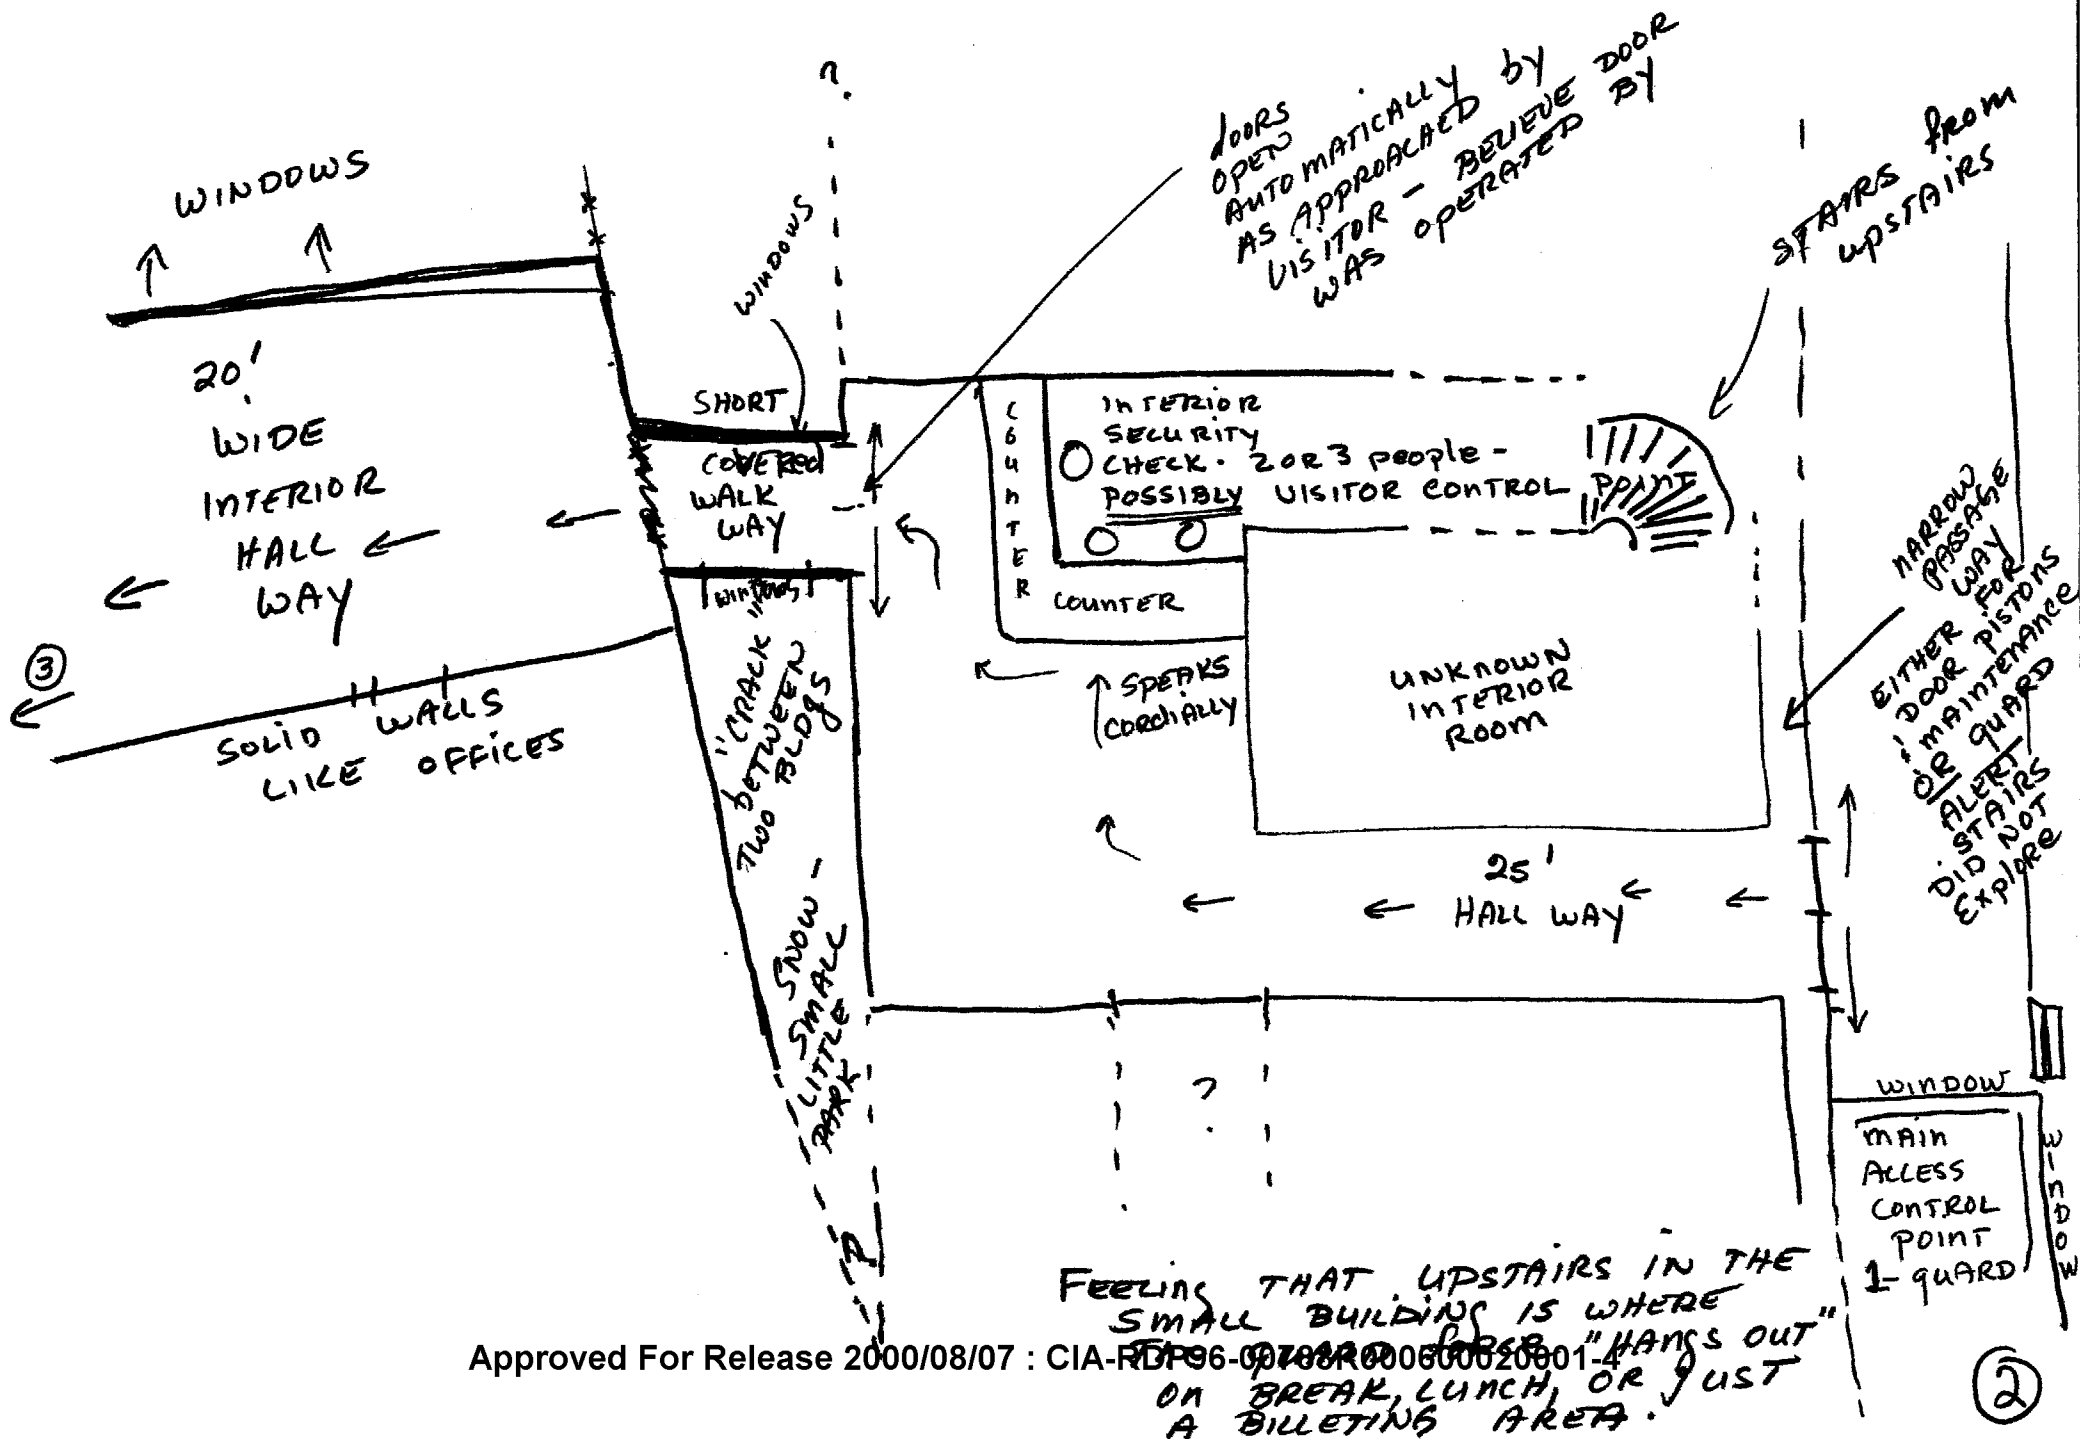 ?
WINDOWS
WINDOWS
doors
OPEN
AUTOMATICALLY by
AS APPROACHED
VISITOR - BELIEVE DOOR
WAS OPERATED BY
STAIRS from
upstairs
20'
WIDE
INTERIOR
HALL
WAY
3
SOLID WALLS
LIKE OFFICES
SHORT
COVERED
WALK
WAY
WINDOWS
"CRACK"
between
TWO BLDgS
SNOW -
SMALL
LITTLE
PARK
?
COUNTER
INTERIOR
SECURITY
CHECK. 2 OR 3 people -
POSSIBLY VISITOR CONTROL POINT
COUNTER
SPEAKS
CORDIALLY
UNKNOWN
INTERIOR
ROOM
25'
HALL WAY
NARROW
PASSAGE
WAY
FOR
EITHER
DOOR PISTONS
MAINTENANCE
OR GUARD
ALERT
STAIRS
DID NOT
Explore
?
WINDOW
WINDOW
MAIN
ACCESS
CONTROL
POINT
1- guARD
FEELING THAT UPSTAIRS IN THE
SMALL BUILDING IS WHERE
THE guARD forSe "HANgS OUT"
Approved For Release 2000/08/07 : CIA-RDP96-00788R000600020001-4
ON BREAK, LUNCH, OR JUST
A BILLETING AREA.
2